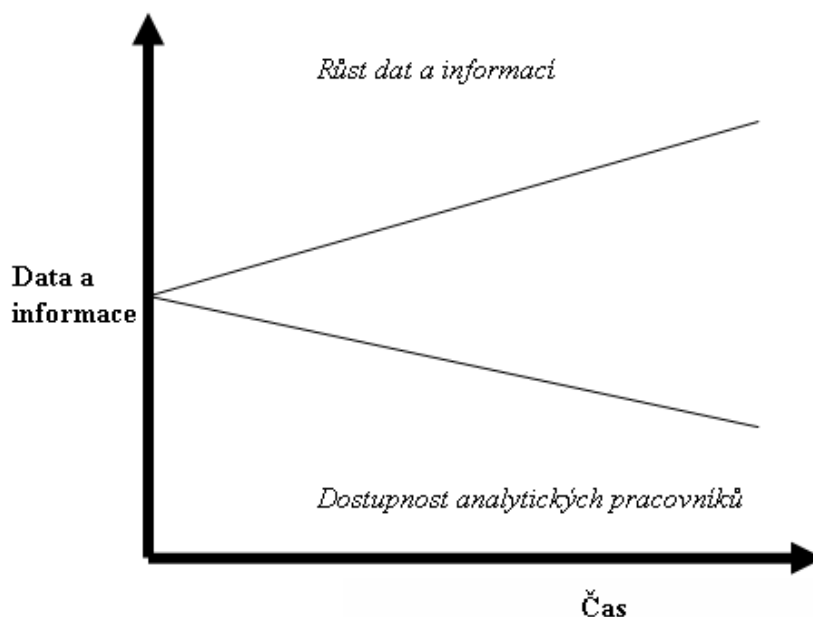 Růst dat a informací
Data a
informace
Dostupnost analytických pracovníků
Čas